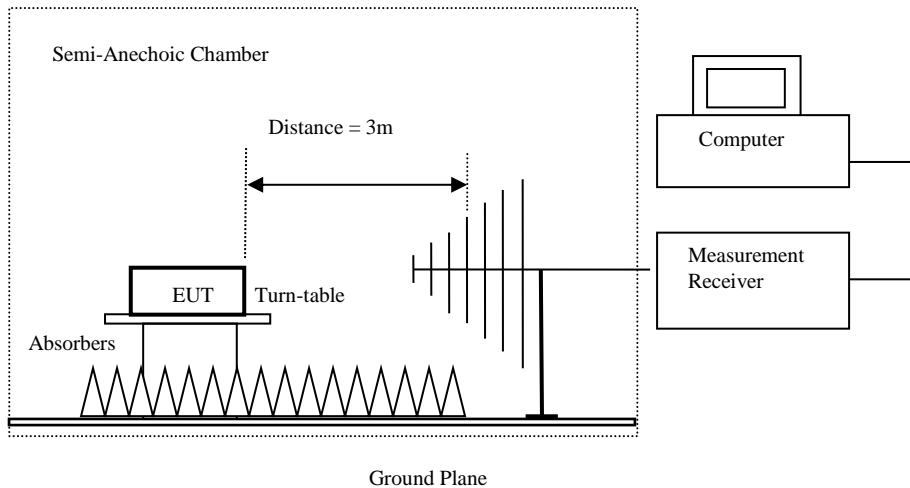 Semi-Anechoic Chamber
Distance = 3m
Computer
Measurement
Receiver
EUT
Turn-table
Absorbers
Ground Plane